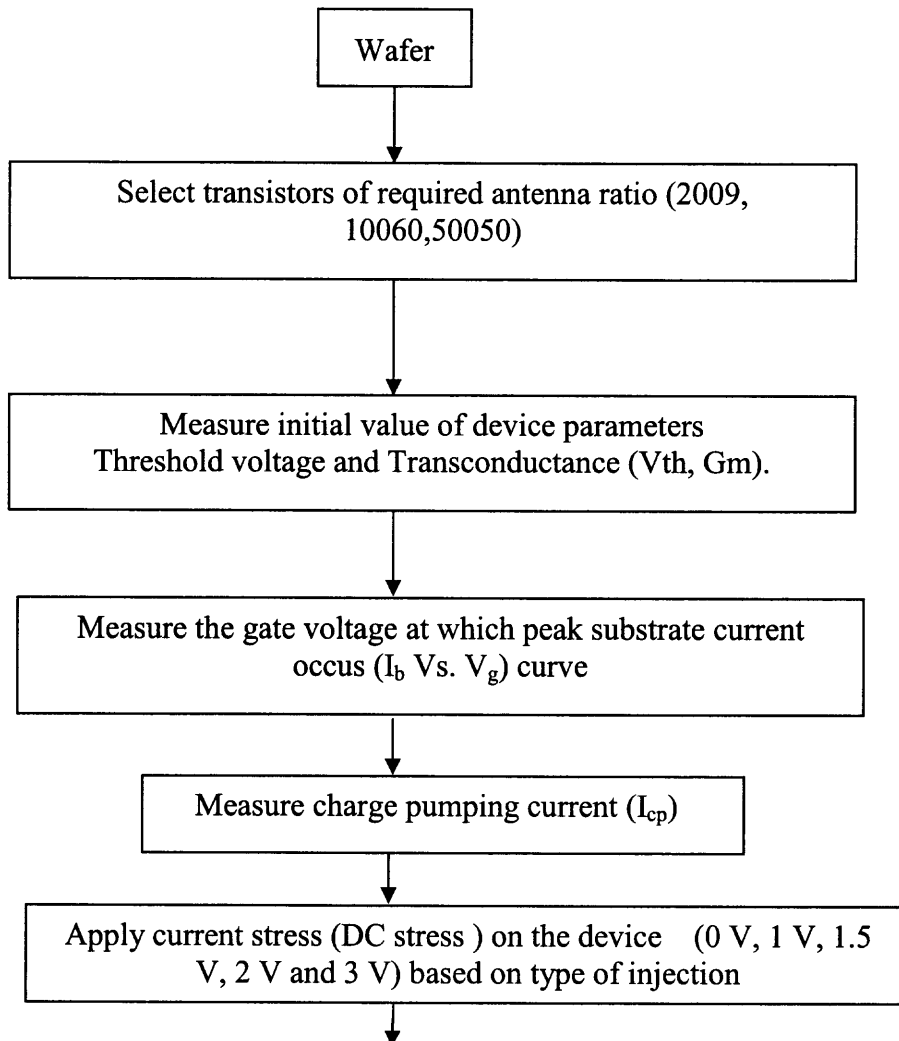 Wafer
Select transistors of required antenna ratio (2009,
10060,50050)
Measure initial value of device parameters
Threshold voltage and Transconductance (Vth, Gm).
Measure the gate voltage at which peak substrate current
occus (I_b Vs. V_g) curve
Measure charge pumping current (I_cp)
Apply current stress (DC stress ) on the device (0 V, 1 V, 1.5
V, 2 V and 3 V) based on type of injection